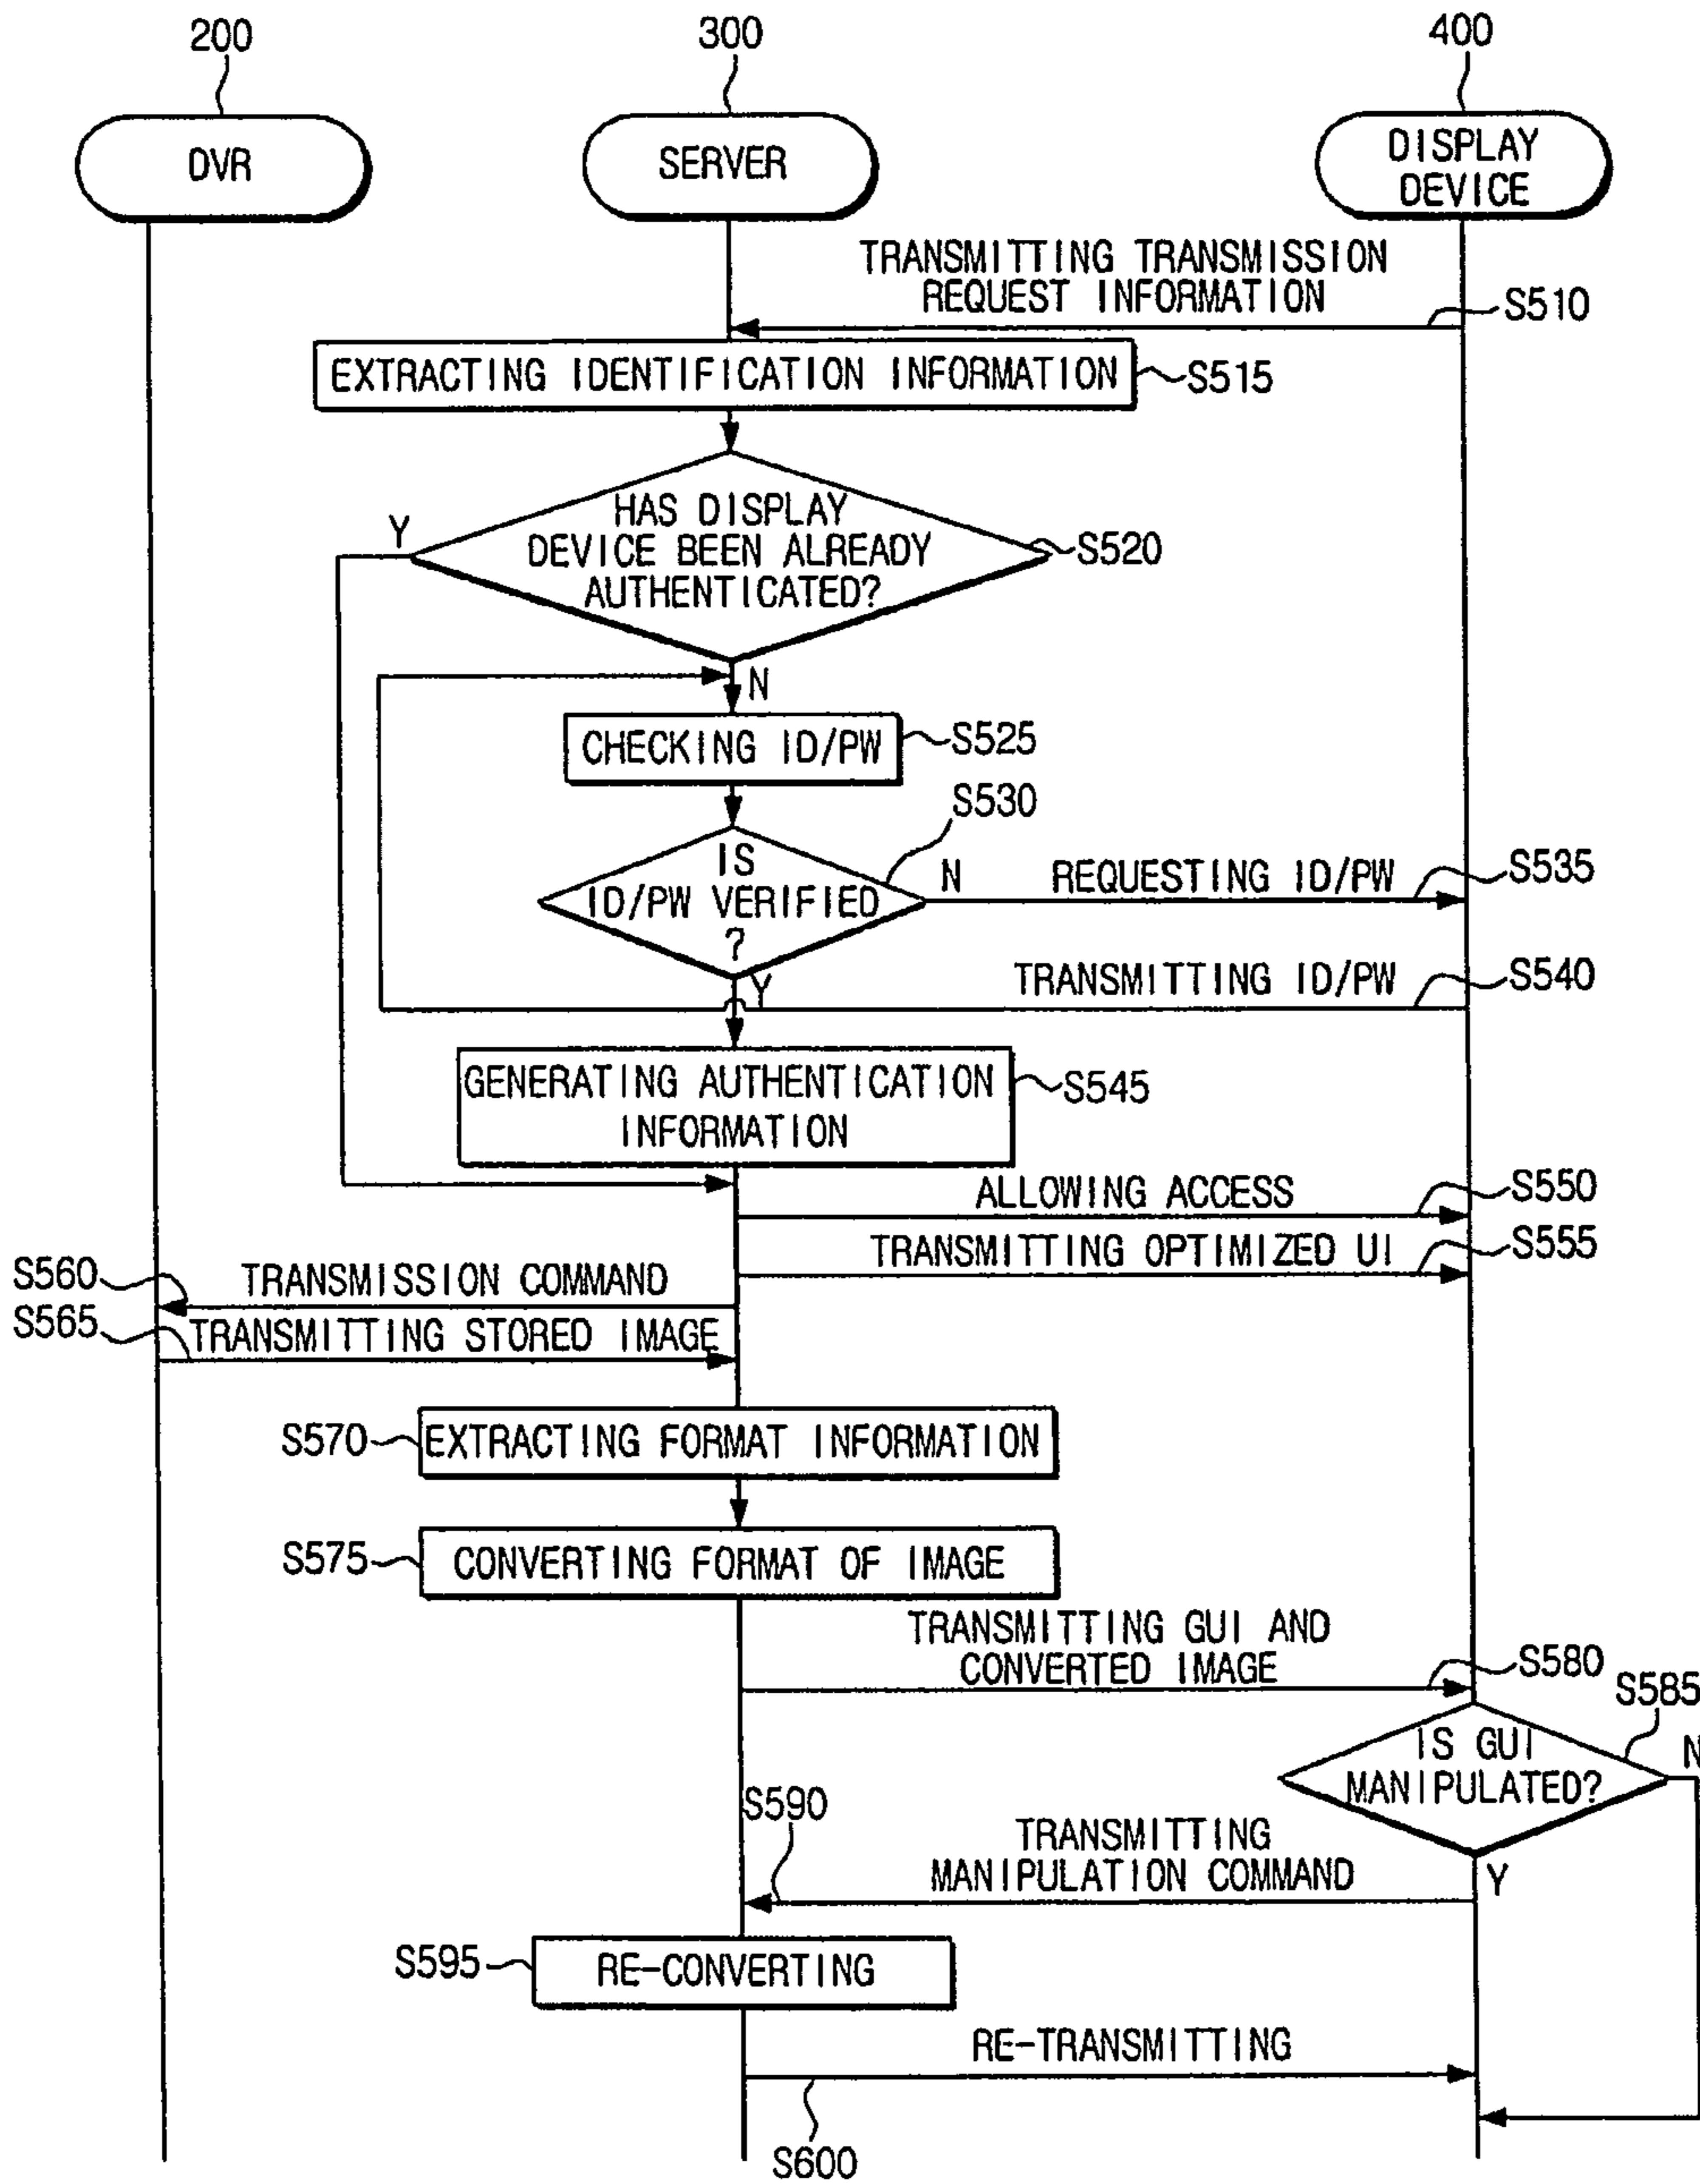 200
300
400
DVR
SERVER
DISPLAY
DEVICE
TRANSMITTING TRANSMISSION
REQUEST INFORMATION
S510
EXTRACTING IDENTIFICATION INFORMATION
S515
HAS DISPLAY
DEVICE BEEN ALREADY
AUTHENTICATED?
Y
S520
N
CHECKING ID/PW
S525
S530
IS
ID/PW VERIFIED
?
N
REQUESTING ID/PW
S535
Y
TRANSMITTING ID/PW
S540
GENERATING AUTHENTICATION
INFORMATION
S545
ALLOWING ACCESS
S550
TRANSMITTING OPTIMIZED UI
S555
S560
TRANSMISSION COMMAND
S565
TRANSMITTING STORED IMAGE
S570
EXTRACTING FORMAT INFORMATION
S575
CONVERTING FORMAT OF IMAGE
TRANSMITTING GUI AND
CONVERTED IMAGE
S580
S585
IS GUI
MANIPULATED?
N
S590
TRANSMITTING
MANIPULATION COMMAND
Y
S595
RE-CONVERTING
RE-TRANSMITTING
S600